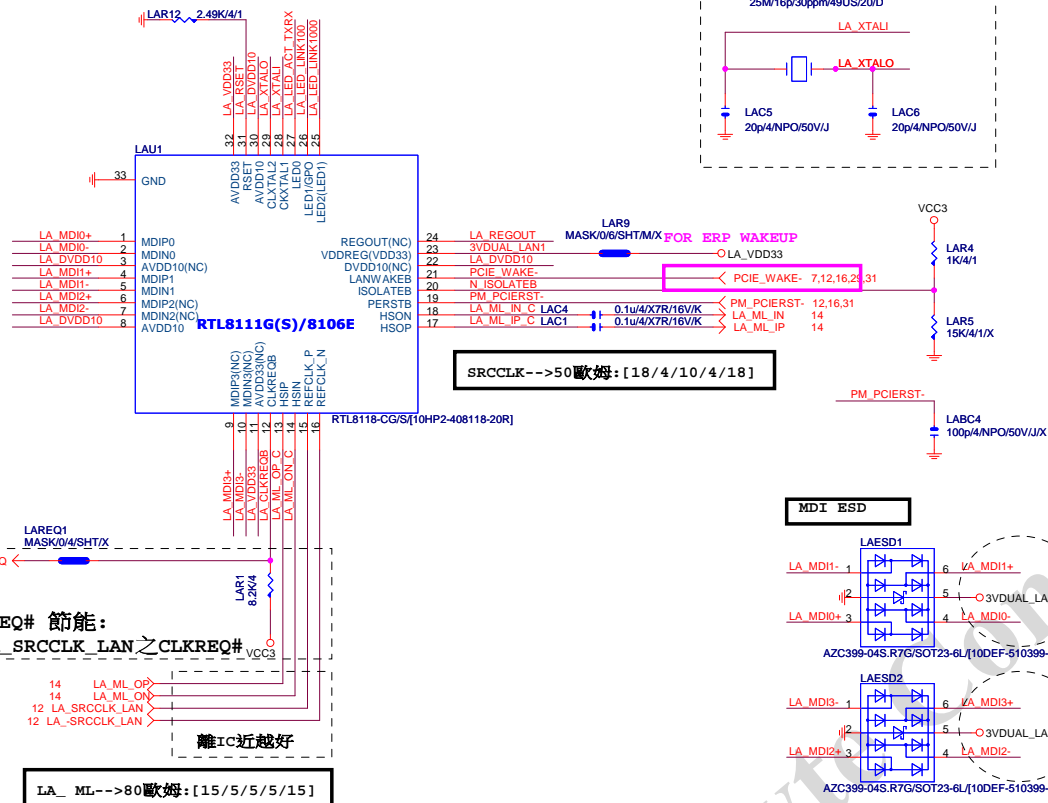 25M/16p/30ppm/49US/20/D
LA_XTALI
LA_XTALO
LAC5
20p/4/NPO/50V/J
LAC6
20p/4/NPO/50V/J
LAR12 2.49K/4/1
LA_VDD33
LA_RSET
LA_DVDD10
LA_XTALO
LA_XTALI
LA_LED_ACT_TXRX
LA_LED_LINK100
LA_LED_LINK1000
32
31
30
29
28
27
26
25
LAU1
33 GND
AVDD33
RSET
AVDD10
CLXTAL2
CKXTAL1
LED0
LED1/GPO
LED2(LED1)
LA_MDI0+ 1 MDIP0
LA_MDI0- 2 MDIN0
LA_DVDD10 3 AVDD10(NC)
LA_MDI1+ 4 MDIP1
LA_MDI1- 5 MDIN1
LA_MDI2+ 6 MDIP2(NC)
LA_MDI2- 7 MDIN2(NC)
LA_DVDD10 8 AVDD10
RTL8111G(S)/8106E
REGOUT(NC) 24 LA_REGOUT
VDDREG(VDD33) 23 3VDUAL_LAN1
DVDD10(NC) 22 LA_DVDD10
LANWAKEB 21 PCIE_WAKE-
ISOLATEB 20 N_ISOLATEB
PERSTB 19 PM_PCIERST-
HSON 18 LA_ML_IN_C LAC4 0.1u/4/X7R/16V/K LA_ML_IN 14
HSOP 17 LA_ML_IP_C LAC1 0.1u/4/X7R/16V/K LA_ML_IP 14
LAR9
MASK/0/6/SHT/M/X
FOR ERP WAKEUP
LA_VDD33
PCIE_WAKE- 7,12,16,29,31
PM_PCIERST- 12,16,31
VCC3
LAR4
1K/4/1
LAR5
15K/4/1/X
SRCCLK-->50歐姆:[18/4/10/4/18]
PM_PCIERST-
LABC4
100p/4/NPO/50V/J/X
MDIP3(NC)
MDIN3(NC)
AVDD33(NC)
CLKREQB
HSIP
HSIN
REFCLK_P
REFCLK_N
RTL8118-CG/S/[10HP2-408118-20R]
9
10
11
12
13
14
15
16
LA_MDI3+
LA_MDI3-
LA_VDD33
LA_CLKREQB
LA_ML_OP_C
LA_ML_ON_C
LAREQ1
MASK/0/4/SHT/X
Q
LAR1
8.2K/4
EQ# 節能:
_SRCCLK_LAN之CLKREQ#
VCC3
14 LA_ML_OP
14 LA_ML_ON
12 LA_SRCCLK_LAN
12 LA_-SRCCLK_LAN
離IC近越好
LA_ ML-->80歐姆:[15/5/5/5/15]
MDI ESD
LAESD1
LA_MDI1- 1 6 LA_MDI1+
2 5 3VDUAL_LA
LA_MDI0+ 3 4 LA_MDI0-
AZC399-04S.R7G/SOT23-6L/[10DEF-510399-
LAESD2
LA_MDI3- 1 6 LA_MDI3+
2 5 3VDUAL_LA
LA_MDI2+ 3 4 LA_MDI2-
AZC399-04S.R7G/SOT23-6L/[10DEF-510399-